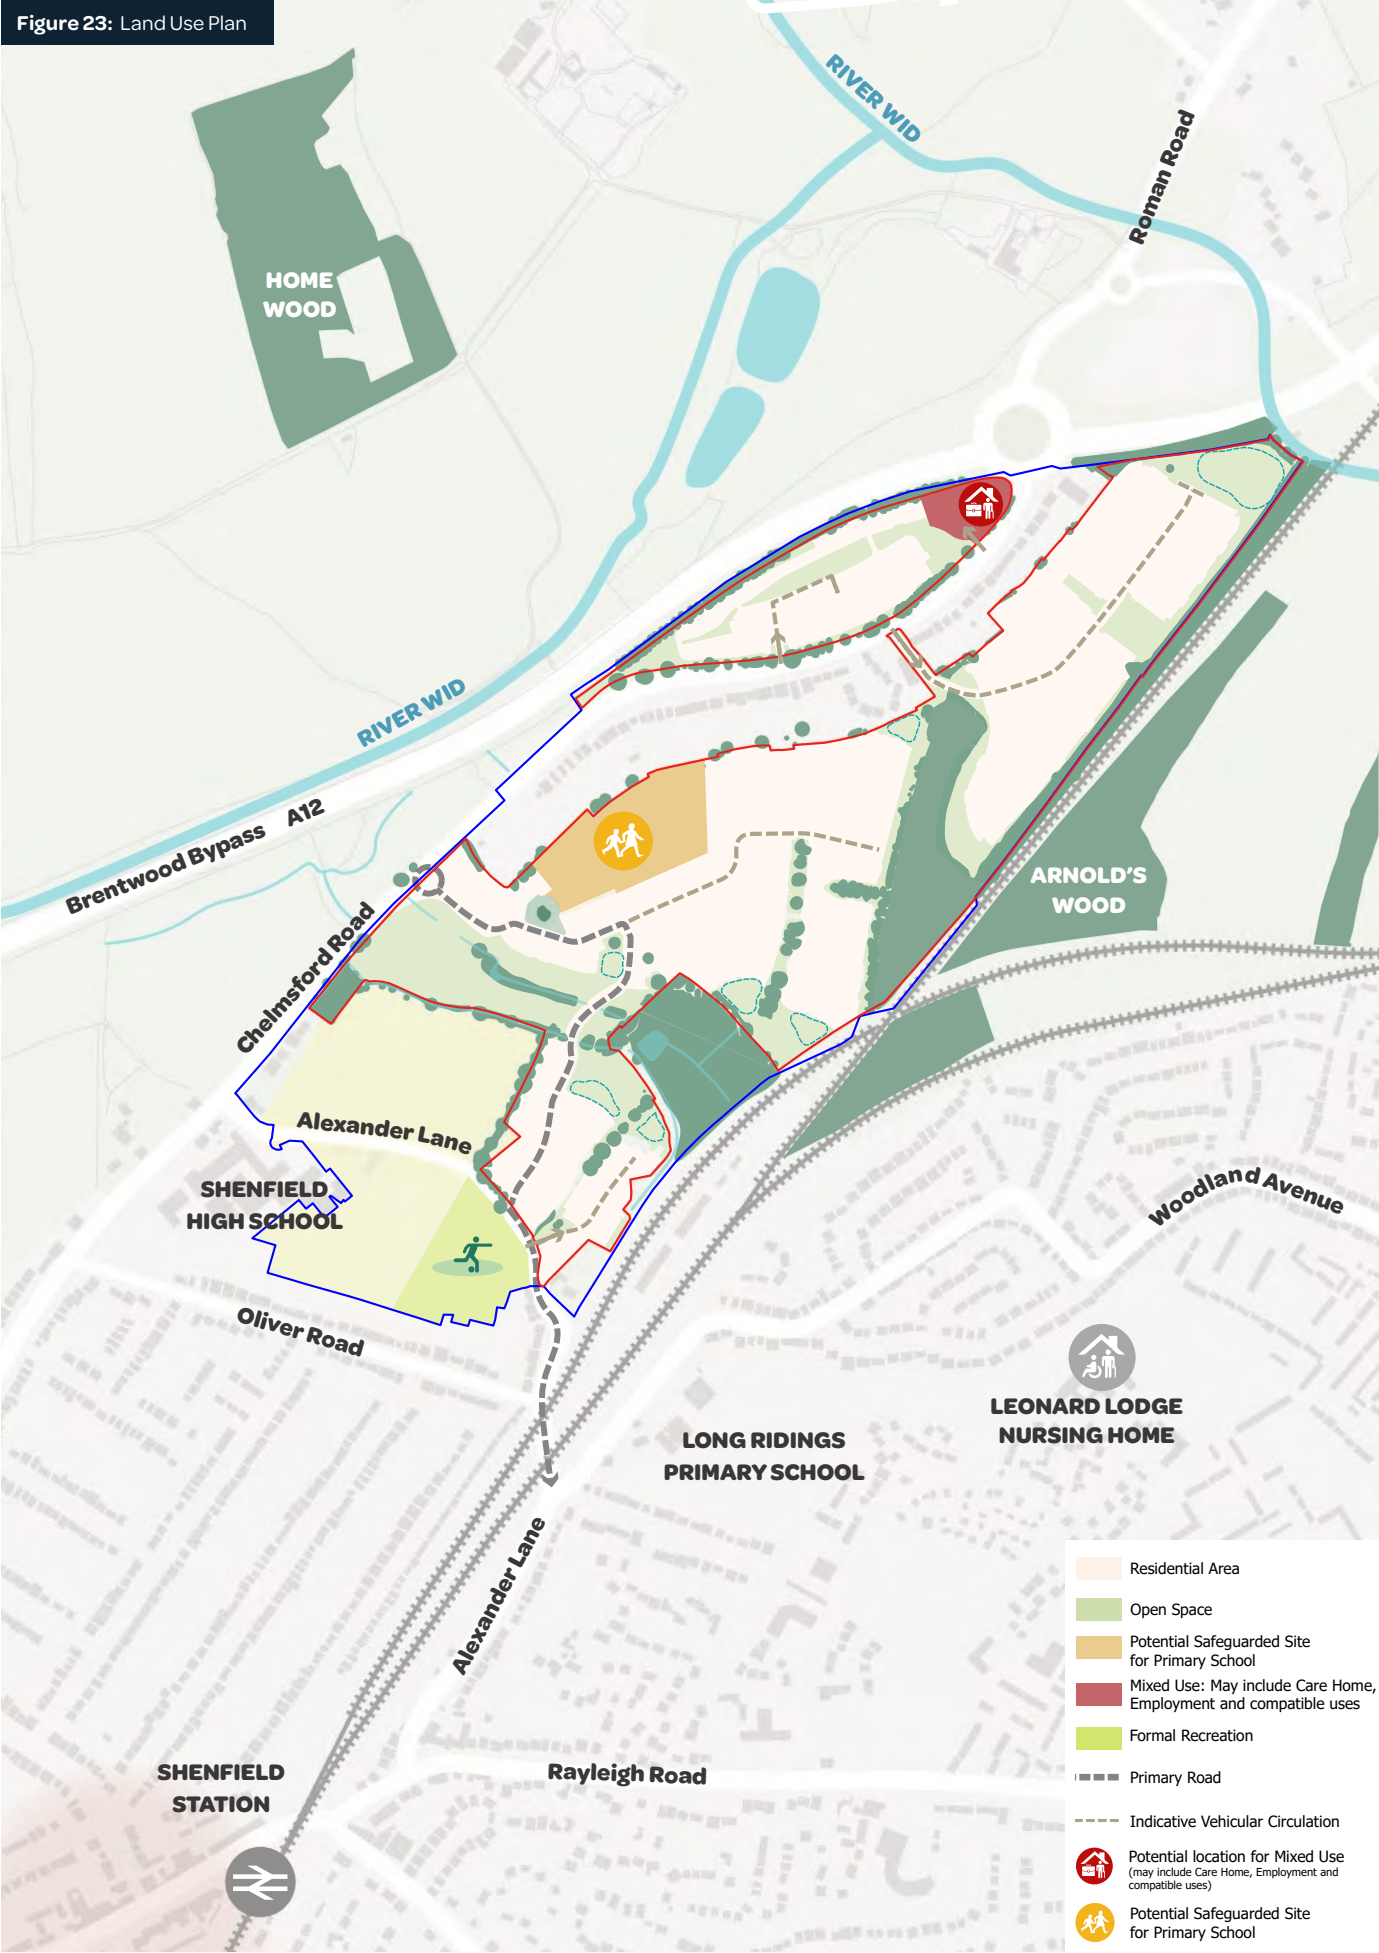 Figure 23: Land Use Plan
RIVER WID
Roman Road
HOME
WOOD
RIVER WID
Brentwood Bypass A12
ARNOLD'S
WOOD
Chelmsford Road
Alexander Lane
SHENFIELD
HIGH SCHOOL
Woodland Avenue
Oliver Road
LEONARD LODGE
NURSING HOME
LONG RIDINGS
PRIMARY SCHOOL
Alexander Lane
Rayleigh Road
SHENFIELD
STATION
Residential Area
Open Space
Potential Safeguarded Site
for Primary School
Mixed Use: May include Care Home,
Employment and compatible uses
Formal Recreation
Primary Road
Indicative Vehicular Circulation
Potential location for Mixed Use
(may include Care Home, Employment and
compatible uses)
Potential Safeguarded Site
for Primary School